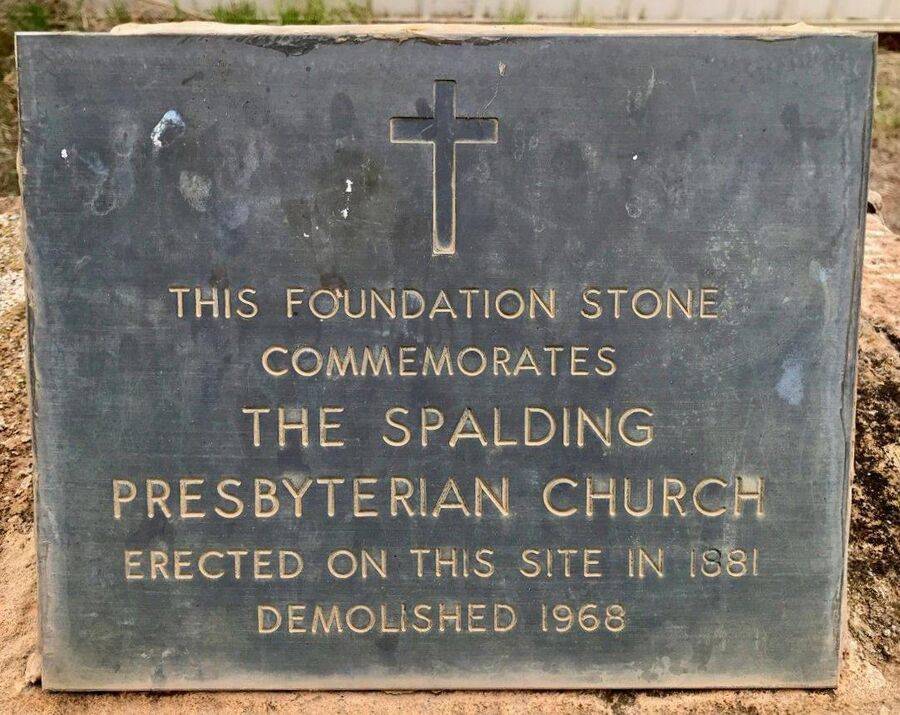 THIS FOUNDATION STONE
COMMEMORATES
THE SPALDING
PRESBYTERIAN CHURCH
ERECTED ON THIS SITE IN 1881
DEMOLISHED 1968